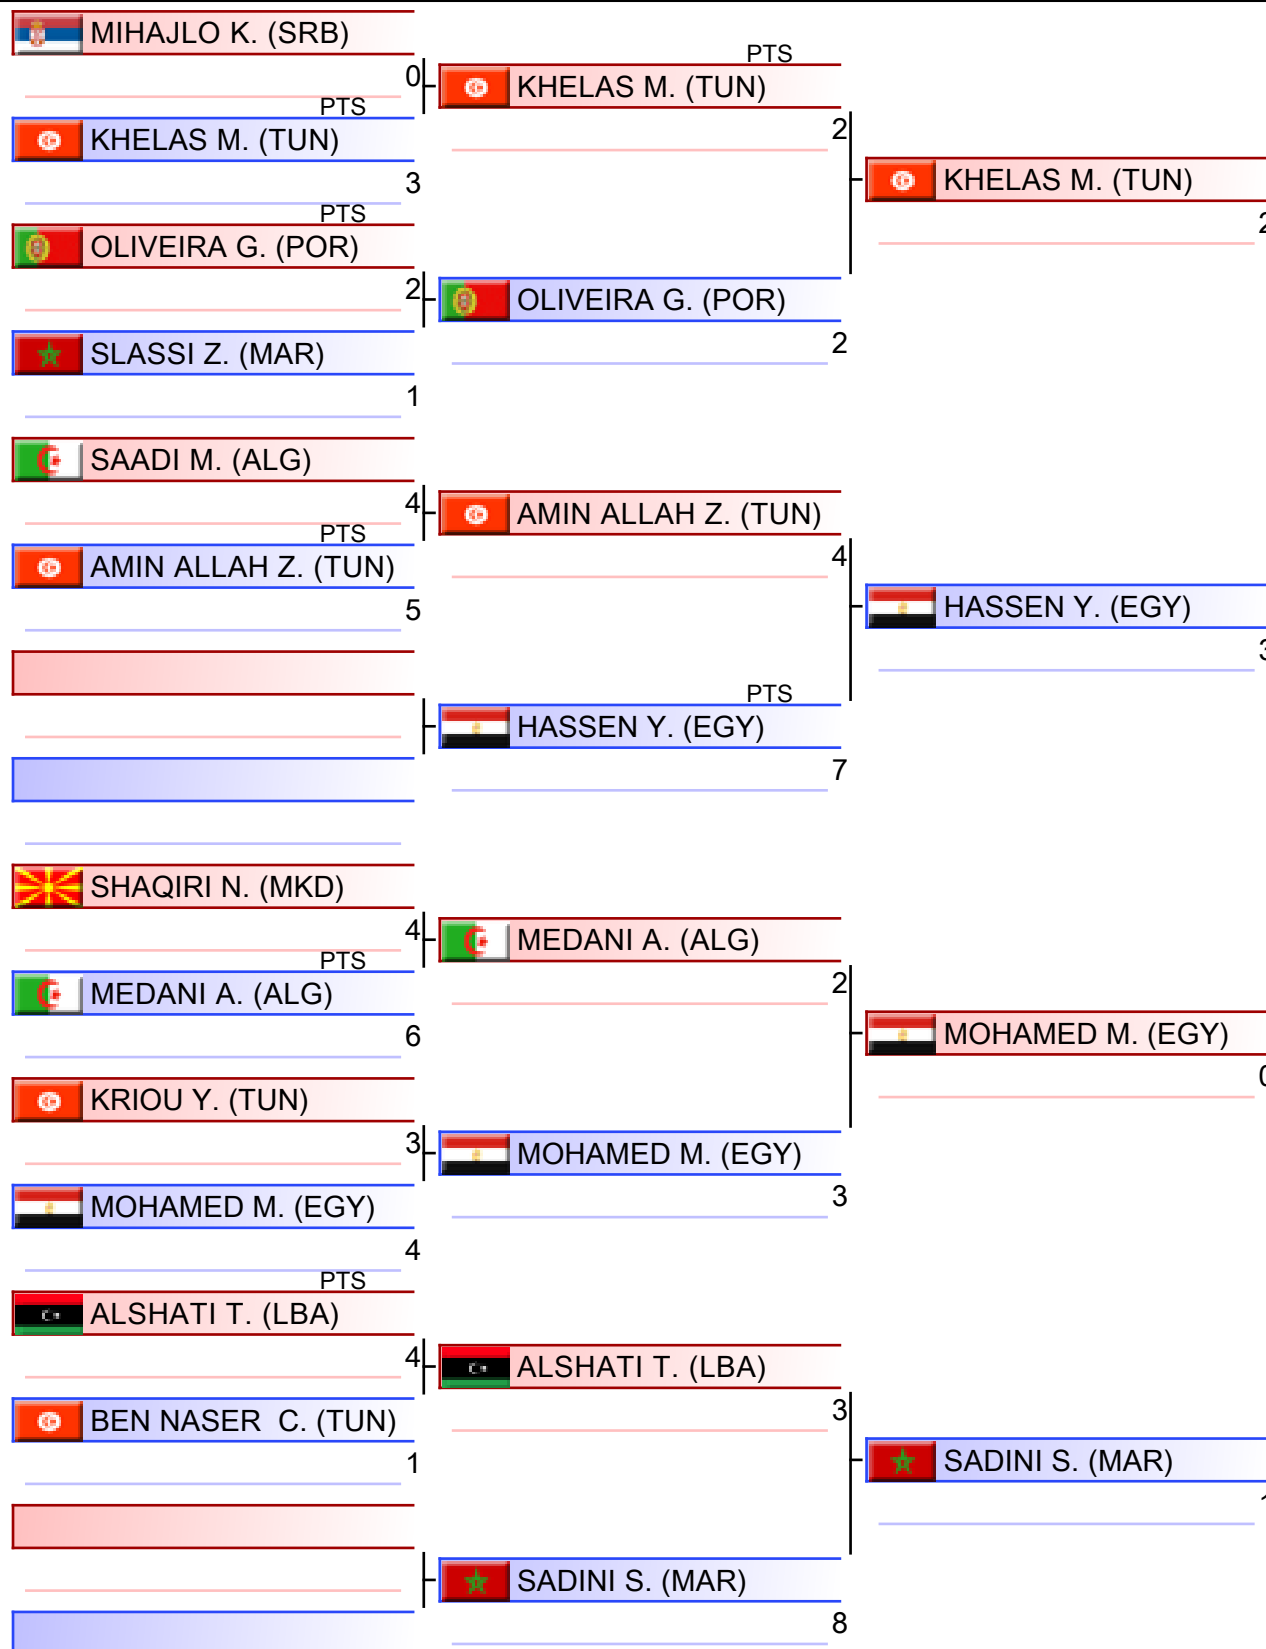 MIHAJLO K. (SRB)
0
PTS
KHELAS M. (TUN)
3
PTS
OLIVEIRA G. (POR)
2
SLASSI Z. (MAR)
1
SAADI M. (ALG)
4
PTS
AMIN ALLAH Z. (TUN)
5
SHAQIRI N. (MKD)
4
PTS
MEDANI A. (ALG)
6
KRIOU Y. (TUN)
3
MOHAMED M. (EGY)
4
PTS
ALSHATI T. (LBA)
4
BEN NASER  C. (TUN)
1
PTS
KHELAS M. (TUN)
2
OLIVEIRA G. (POR)
2
AMIN ALLAH Z. (TUN)
4
PTS
HASSEN Y. (EGY)
7
MEDANI A. (ALG)
2
MOHAMED M. (EGY)
3
ALSHATI T. (LBA)
3
SADINI S. (MAR)
8
KHELAS M. (TUN)
2
HASSEN Y. (EGY)
3
MOHAMED M. (EGY)
0
SADINI S. (MAR)